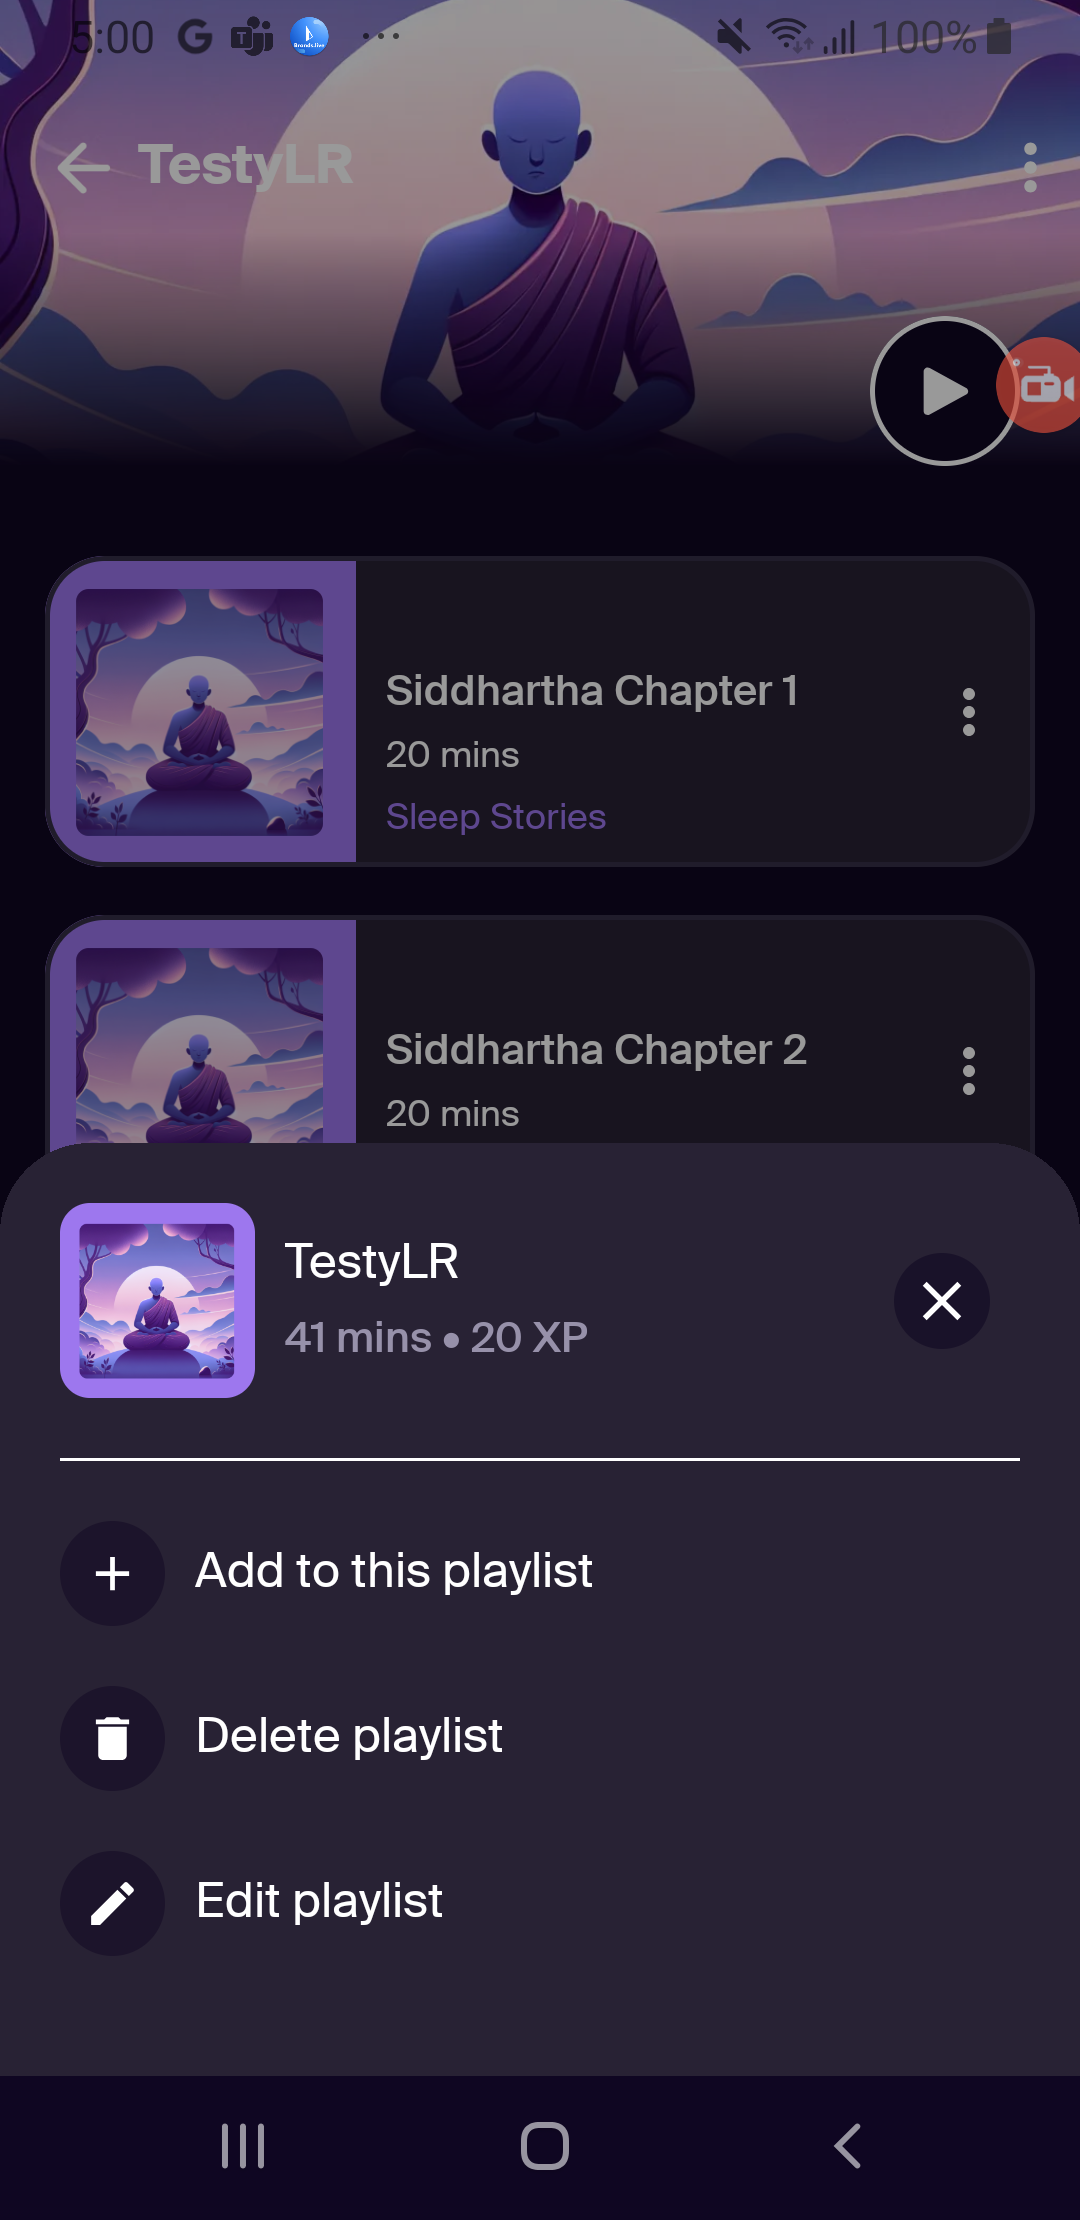 5:00 100%
TestyLR
Siddhartha Chapter 1
20 mins
Sleep Stories
Siddhartha Chapter 2
20 mins
TestyLR
41 mins • 20 XP
Add to this playlist
Delete playlist
Edit playlist